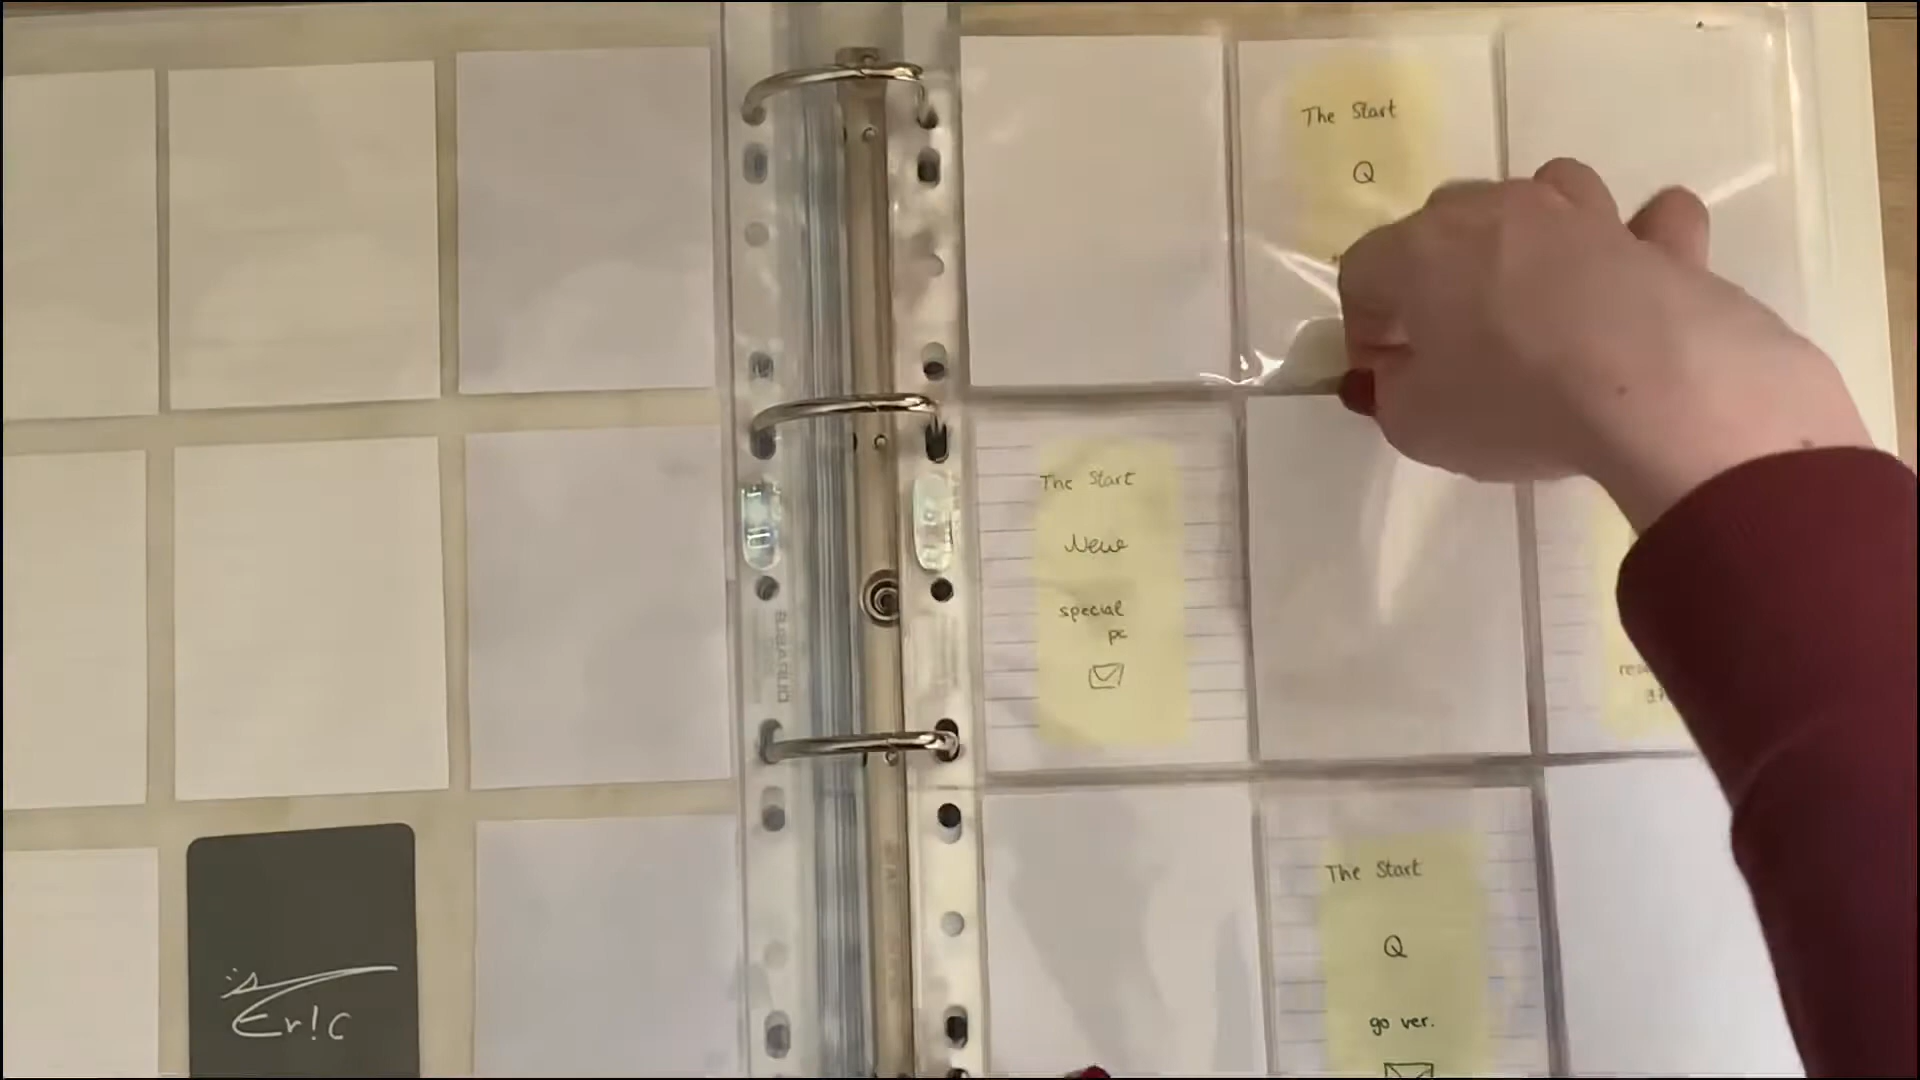 The Start
Q
The Start
New
special
pc
The Start
Q
go ver.
Er!c